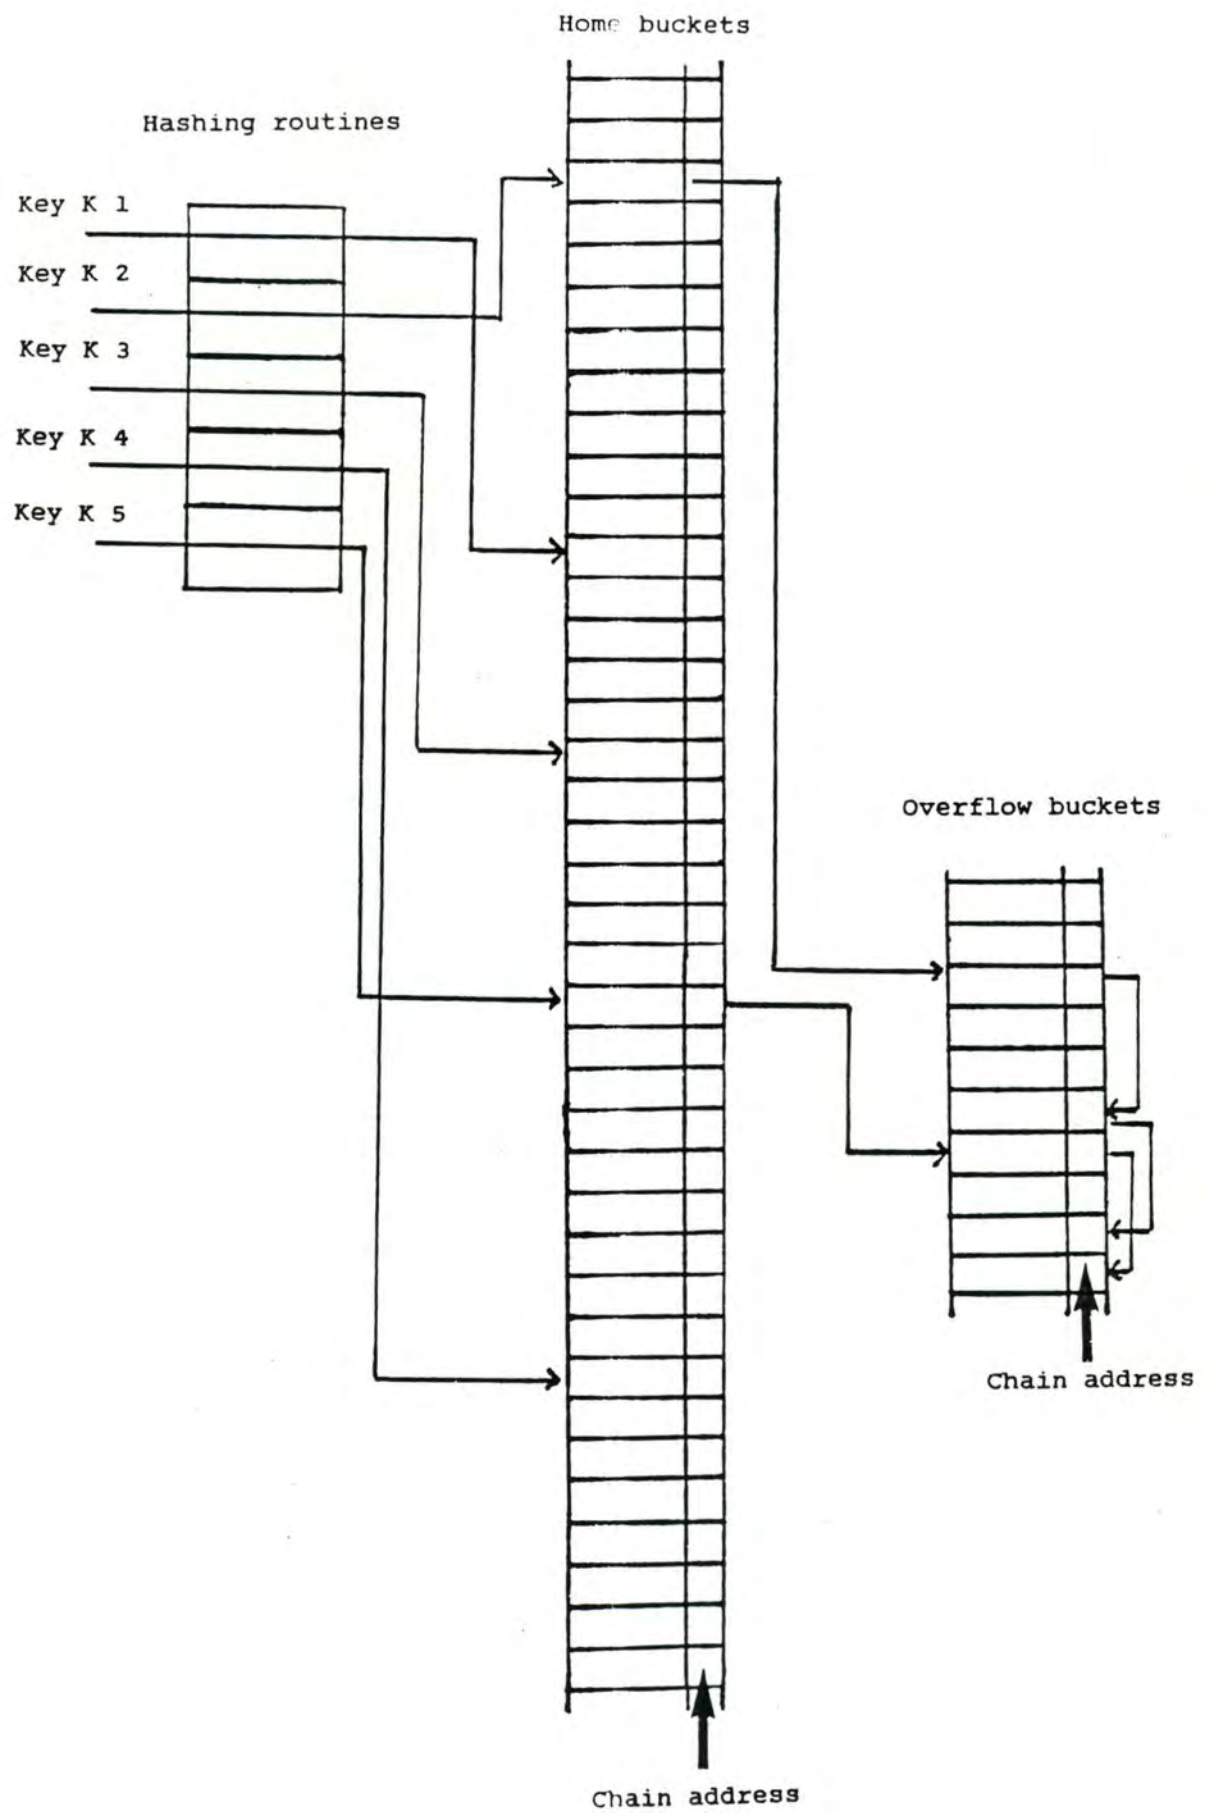 Home buckets
Hashing routines
Key K 1
Key K 2
Key K 3
Key K 4
Key K 5
Overflow buckets
Chain address
Chain address